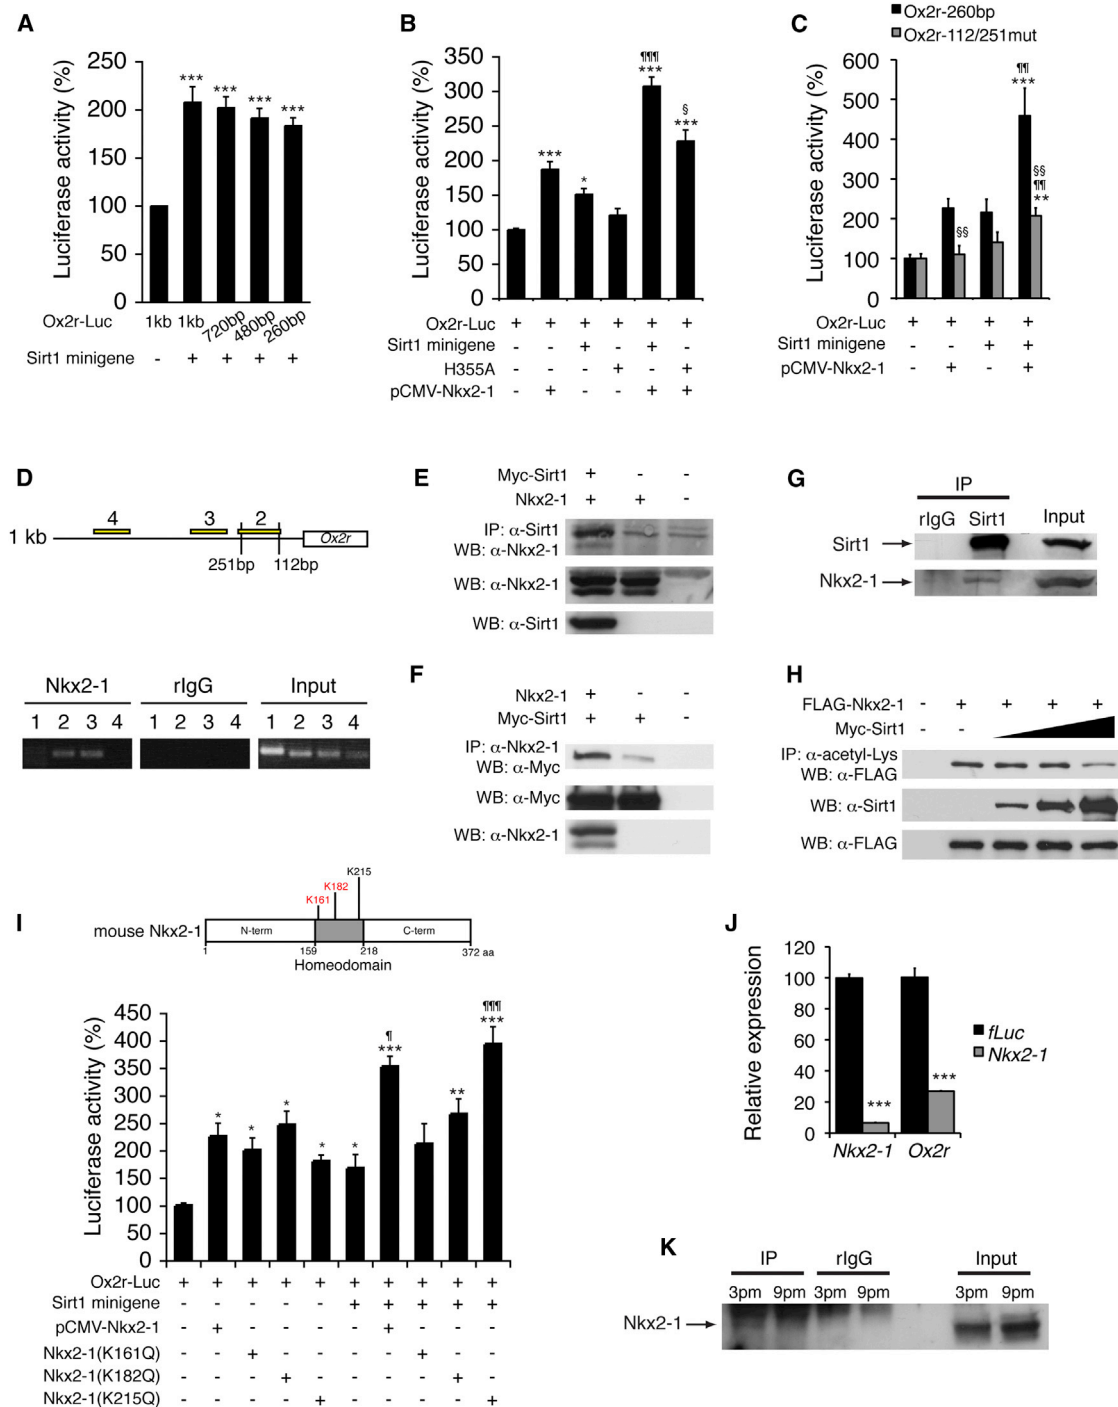 A
Luciferase activity (%)
250
200
150
100
50
0
***
***
***
***
Ox2r-Luc
1kb 1kb 720bp 480bp 260bp
Sirt1 minigene - + + + +
B
Luciferase activity (%)
350
300
250
200
150
100
50
0
***
*
¶¶¶
***
§
***
Ox2r-Luc + + + + + +
Sirt1 minigene - - + - + -
H355A - - - + - +
pCMV-Nkx2-1 - + - - + +
C
Ox2r-260bp
Ox2r-112/251mut
Luciferase activity (%)
600
500
400
300
200
100
0
§§
¶¶
***
§§
¶¶
**
Ox2r-Luc + + + +
Sirt1 minigene - - + +
pCMV-Nkx2-1 - + - +
D
4 3 2
1 kb
Ox2r
251bp 112bp
Nkx2-1 rIgG Input
1 2 3 4 1 2 3 4 1 2 3 4
E
Myc-Sirt1 + - -
Nkx2-1 + + -
IP: α-Sirt1
WB: α-Nkx2-1
WB: α-Nkx2-1
WB: α-Sirt1
F
Nkx2-1 + - -
Myc-Sirt1 + + -
IP: α-Nkx2-1
WB: α-Myc
WB: α-Myc
WB: α-Nkx2-1
G
IP
rIgG Sirt1 Input
Sirt1
Nkx2-1
H
FLAG-Nkx2-1 - + + + +
Myc-Sirt1 - -
IP: α-acetyl-Lys
WB: α-FLAG
WB: α-Sirt1
WB: α-FLAG
I
K215
K182
K161
mouse Nkx2-1
N-term C-term
1 159 218 372 aa
Homeodomain
Luciferase activity (%)
450
400
350
300
250
200
150
100
50
0
*
*
*
*
*
¶
***
**
¶¶¶
***
Ox2r-Luc + + + + + + + + + +
Sirt1 minigene - - - - - + + + + +
pCMV-Nkx2-1 - + - - - - + - - -
Nkx2-1(K161Q) - - + - - - - + - -
Nkx2-1(K182Q) - - - + - - - - + -
Nkx2-1(K215Q) - - - - + - - - - +
J
Relative expression
120
100
80
60
40
20
0
***
***
fLuc
Nkx2-1
Nkx2-1 Ox2r
K
IP rIgG Input
3pm 9pm 3pm 9pm 3pm 9pm
Nkx2-1